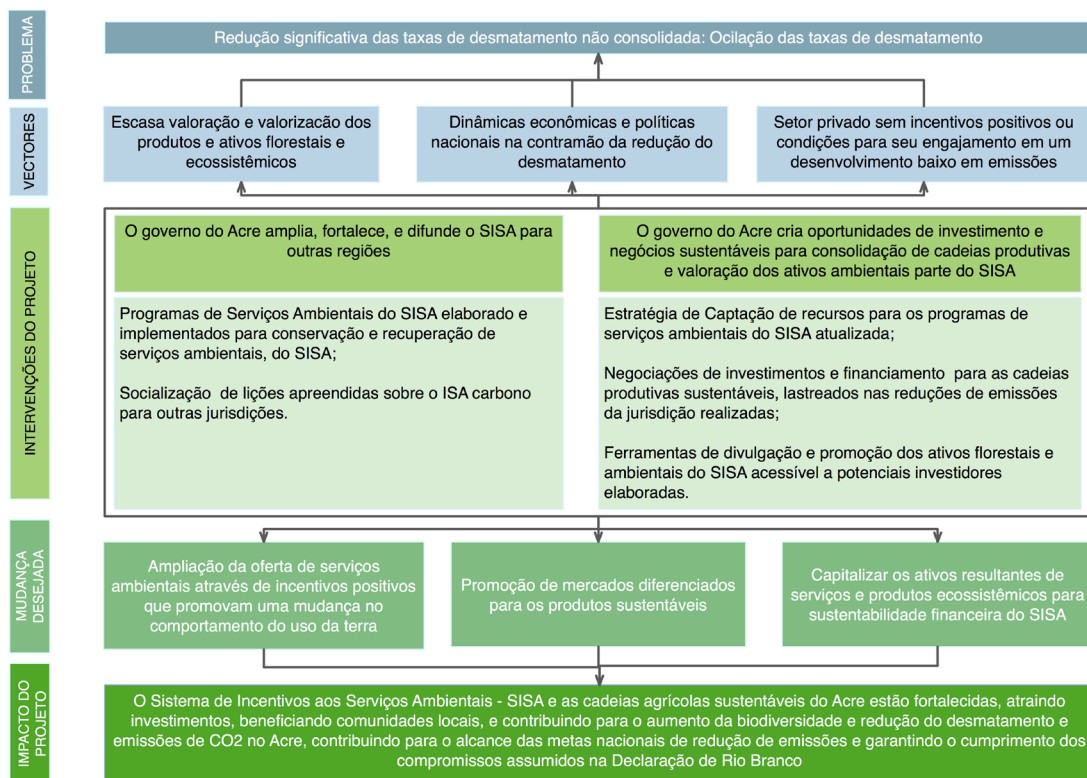 PROBLEMA
Redução significativa das taxas de desmatamento não consolidada: Ocilação das taxas de desmatamento
VECTORES
Escasa valoração e valorizacão dos
produtos e ativos florestais e
ecossistêmicos
Dinâmicas econômicas e políticas
nacionais na contramão da redução do
desmatamento
Setor privado sem incentivos positivos ou
condições para seu engajamento em um
desenvolvimento baixo em emissões
INTERVENÇÕES DO PROJETO
O governo do Acre amplia, fortalece, e difunde o SISA para
outras regiões
O governo do Acre cria oportunidades de investimento e
negócios sustentáveis para consolidação de cadeias produtivas
e valoração dos ativos ambientais parte do SISA
Programas de Serviços Ambientais do SISA elaborado e
implementados para conservação e recuperação de
serviços ambientais, do SISA;
Socialização de lições apreendidas sobre o ISA carbono
para outras jurisdições.
Estratégia de Captação de recursos para os programas de
serviços ambientais do SISA atualizada;
Negociações de investimentos e financiamento para as cadeias
produtivas sustentáveis, lastreados nas reduções de emissões
da jurisdição realizadas;
Ferramentas de divulgação e promoção dos ativos florestais e
ambientais do SISA acessível a potenciais investidores
elaboradas.
MUDANÇA
DESEJADA
Ampliação da oferta de serviços
ambientais através de incentivos positivos
que promovam uma mudança no
comportamento do uso da terra
Promoção de mercados diferenciados
para os produtos sustentáveis
Capitalizar os ativos resultantes de
serviços e produtos ecossistêmicos para
sustentabilidade financeira do SISA
IMPACTO DO
PROJETO
O Sistema de Incentivos aos Serviços Ambientais - SISA e as cadeias agrícolas sustentáveis do Acre estão fortalecidas, atraindo
investimentos, beneficiando comunidades locais, e contribuindo para o aumento da biodiversidade e redução do desmatamento e
emissões de CO2 no Acre, contribuindo para o alcance das metas nacionais de redução de emissões e garantindo o cumprimento dos
compromissos assumidos na Declaração de Rio Branco